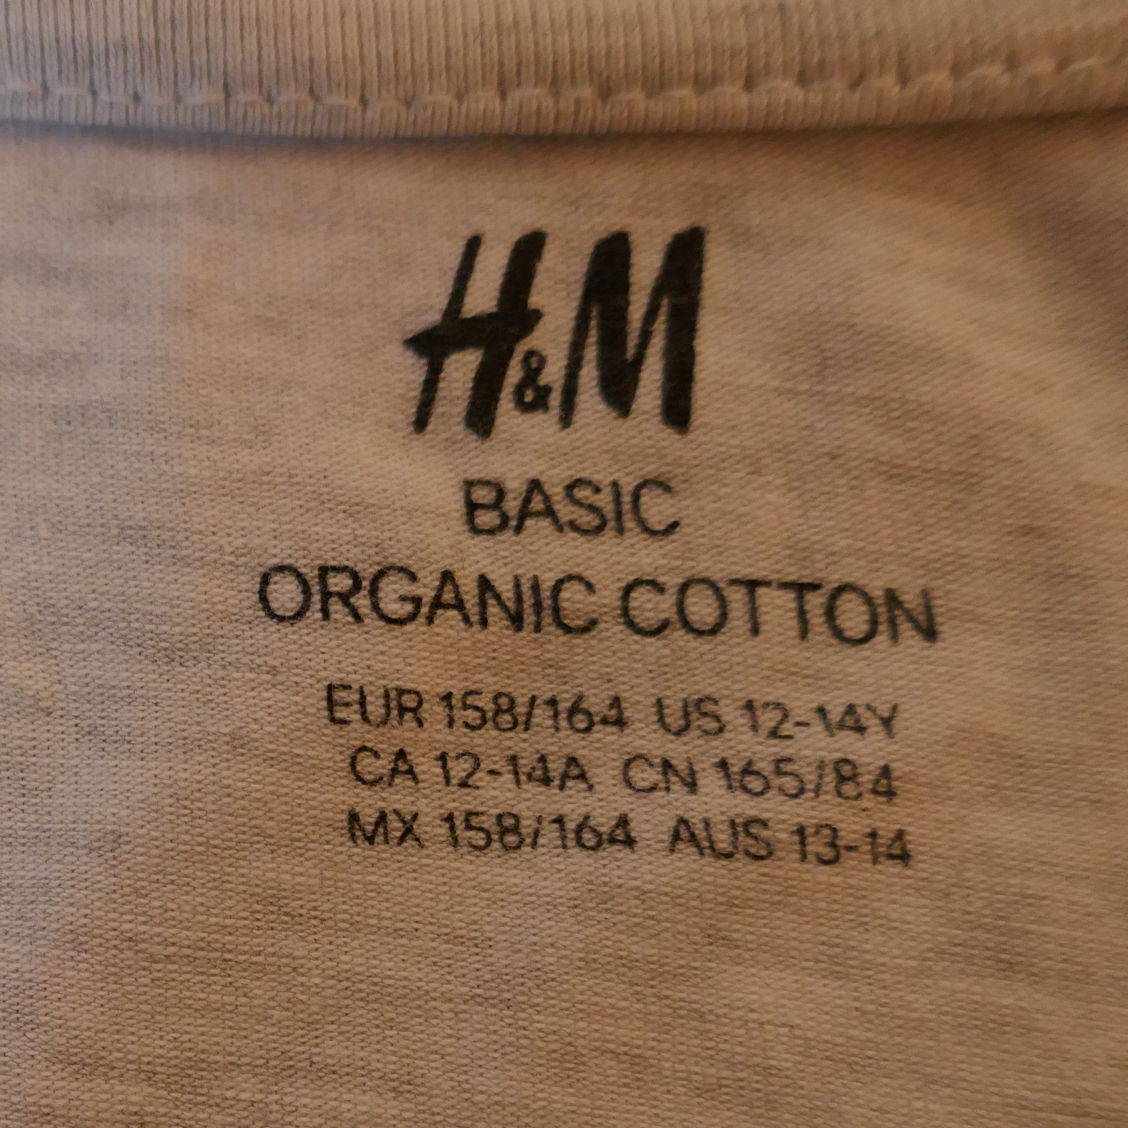 H&M
BASIC
ORGANIC COTTON
EUR 158/164 US 12-14Y
CA 12-14A CN 165/84
MX 158/164 AUS 13-14